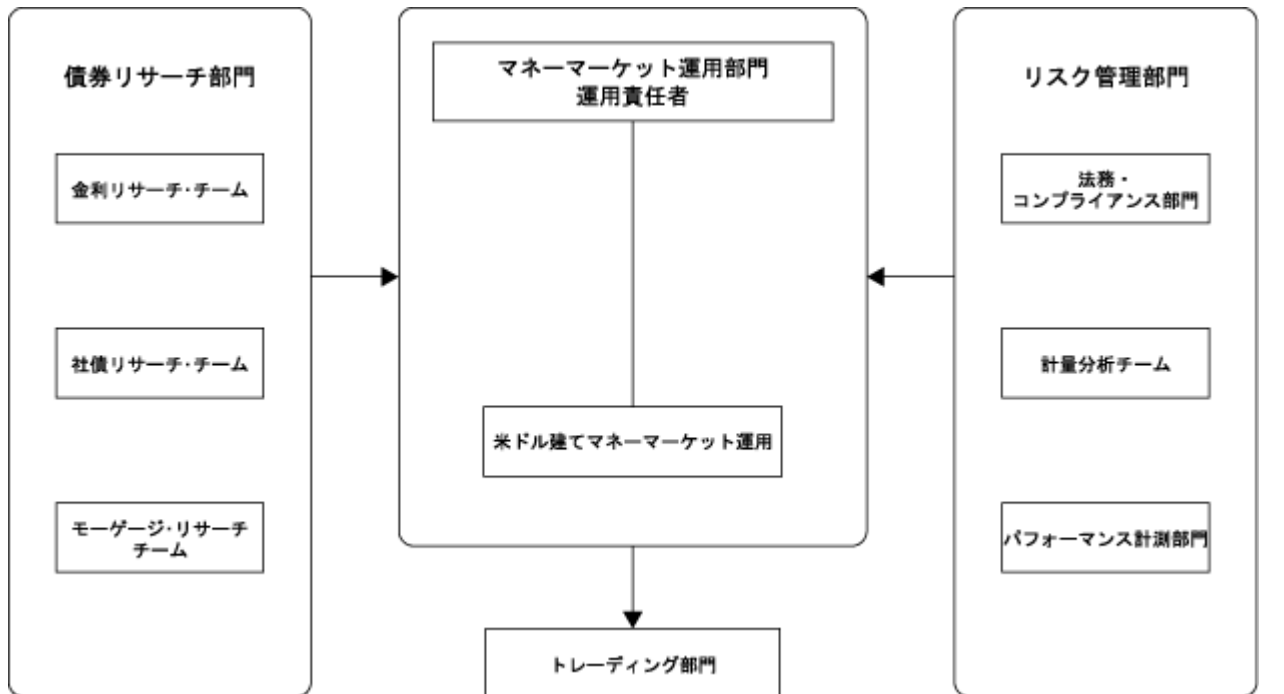 債券リサーチ部門
金利リサーチ・チーム
社債リサーチ・チーム
モーゲージ・リサーチ
チーム
マネーマーケット運用部門
運用責任者
米ドル建てマネーマーケット運用
トレーディング部門
リスク管理部門
法務・
コンプライアンス部門
計量分析チーム
パフォーマンス計測部門